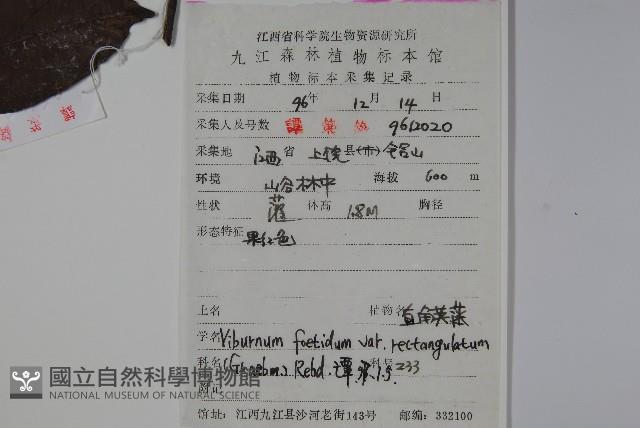 江西省科学院生物资源研究所
九江森林植物标本馆
植物标本采集记录
采集日期 96年 12月 14日
采集人及号数 譚策铭 9612020
采集地 江西省 上饶县(市)
环境 山谷林中 海拔 600 m
性状 灌 体高 1.8M 胸径
形态特征 果红色
土名 植物名 直角荚蒾
学名 Viburnum foetidum var. rectangulatum
科名 Rehd. 譚策铭 科号 233
附记
馆址：江西九江县沙河老街143号 邮编：332100
國立自然科學博物館
NATIONAL MUSEUM OF NATURAL SCIENCE